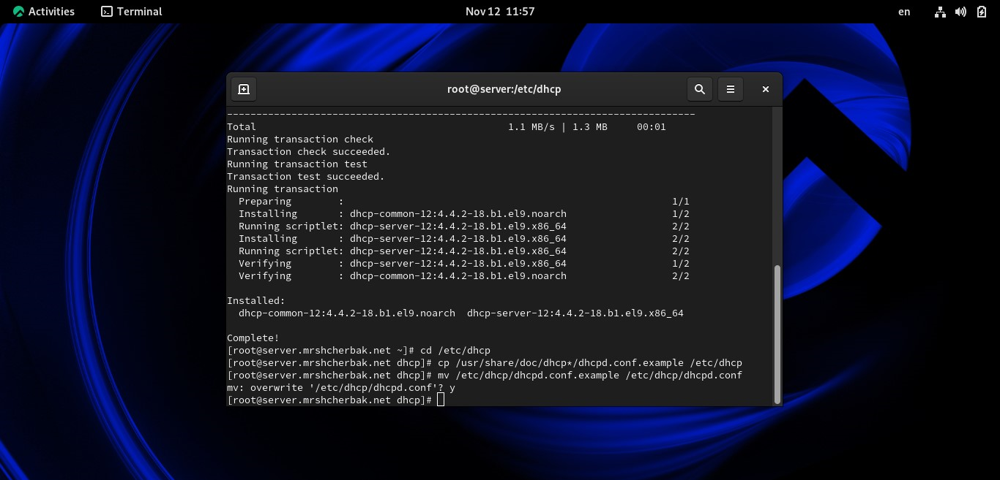 Activities Terminal Nov 12 11:57 en
root@server:/etc/dhcp
--------------------------------------------------------------------------------
Total                                           1.1 MB/s | 1.3 MB     00:01
Running transaction check
Transaction check succeeded.
Running transaction test
Transaction test succeeded.
Running transaction
  Preparing        :                                                        1/1
  Installing       : dhcp-common-12:4.4.2-18.b1.el9.noarch                  1/2
  Running scriptlet: dhcp-server-12:4.4.2-18.b1.el9.x86_64                  2/2
  Installing       : dhcp-server-12:4.4.2-18.b1.el9.x86_64                  2/2
  Running scriptlet: dhcp-server-12:4.4.2-18.b1.el9.x86_64                  2/2
  Verifying        : dhcp-server-12:4.4.2-18.b1.el9.x86_64                  1/2
  Verifying        : dhcp-common-12:4.4.2-18.b1.el9.noarch                  2/2
Installed:
  dhcp-common-12:4.4.2-18.b1.el9.noarch  dhcp-server-12:4.4.2-18.b1.el9.x86_64
Complete!
[root@server.mrshcherbak.net ~]# cd /etc/dhcp
[root@server.mrshcherbak.net dhcp]# cp /usr/share/doc/dhcp*/dhcpd.conf.example /etc/dhcp
[root@server.mrshcherbak.net dhcp]# mv /etc/dhcp/dhcpd.conf.example /etc/dhcp/dhcpd.conf
mv: overwrite '/etc/dhcp/dhcpd.conf'? y
[root@server.mrshcherbak.net dhcp]#